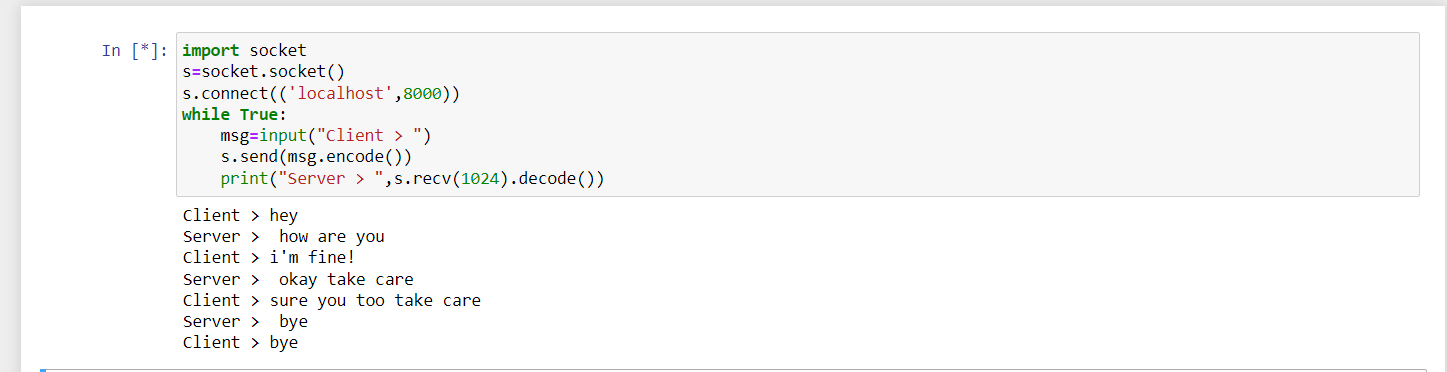 In [*]: import socket
s=socket.socket()
s.connect(('localhost',8000))
while True:
    msg=input("Client > ")
    s.send(msg.encode())
    print("Server > ",s.recv(1024).decode())
Client > hey
Server >  how are you
Client > i'm fine!
Server >  okay take care
Client > sure you too take care
Server >  bye
Client > bye